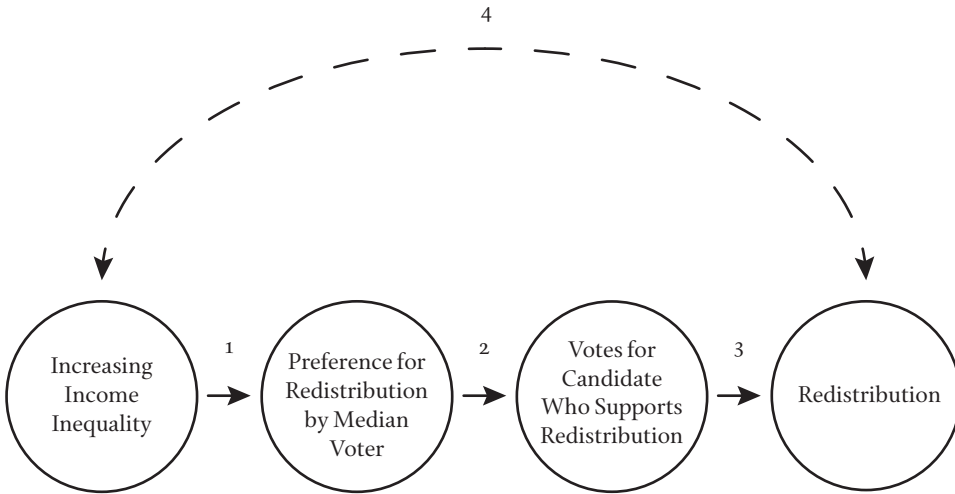 4
Increasing
Income
Inequality
1
Preference for
Redistribution
by Median
Voter
2
Votes for
Candidate
Who Supports
Redistribution
3
Redistribution